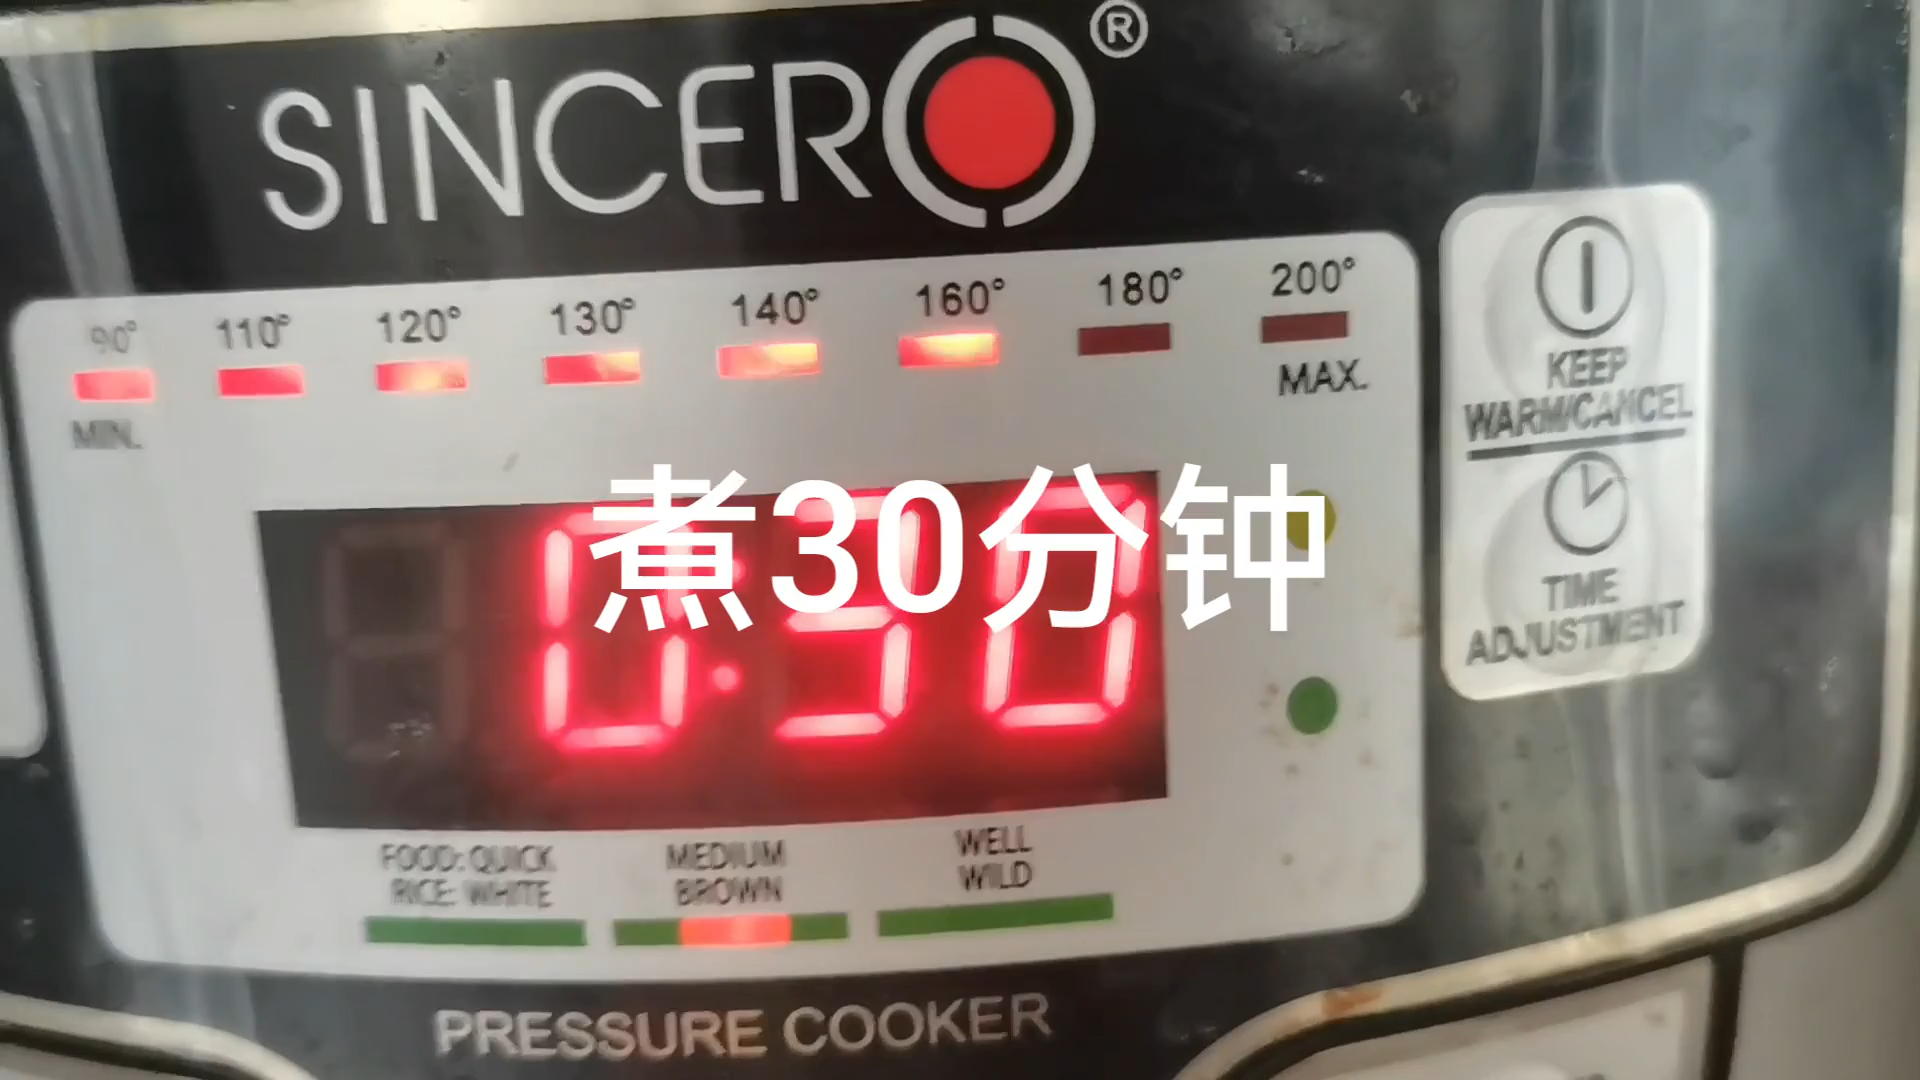 SINCERO®
90° 110° 120° 130° 140° 160° 180° 200°
MIN. MAX.
KEEP
WARM/CANCEL
煮30分钟
0:30
TIME
ADJUSTMENT
FOOD: QUICK MEDIUM WELL
RICE: WHITE BROWN WILD
PRESSURE COOKER